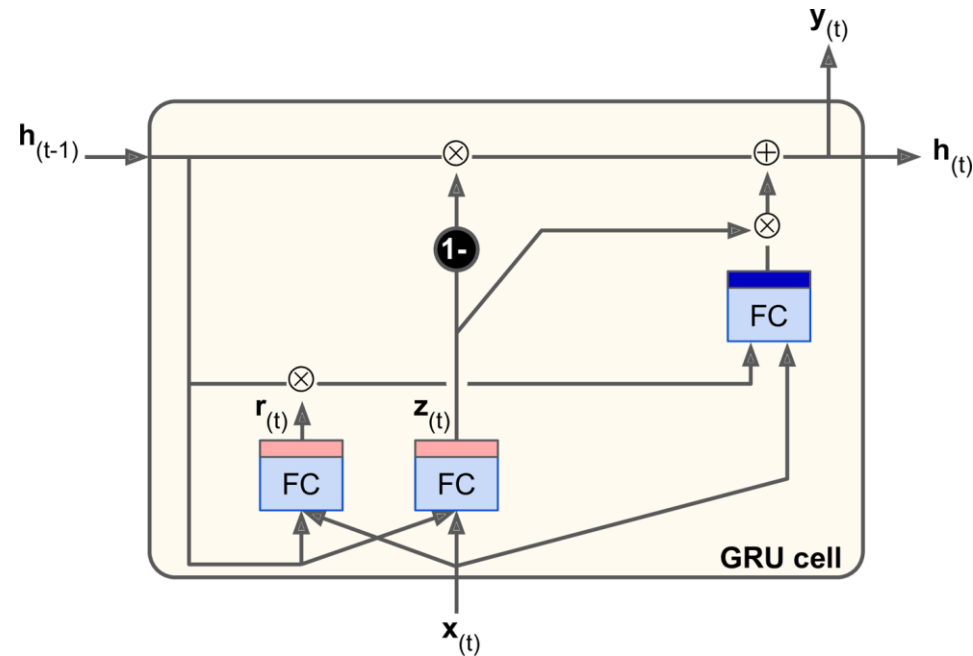 y(t)
h(t-1)
h(t)
1-
FC
r(t)
z(t)
FC
FC
GRU cell
x(t)